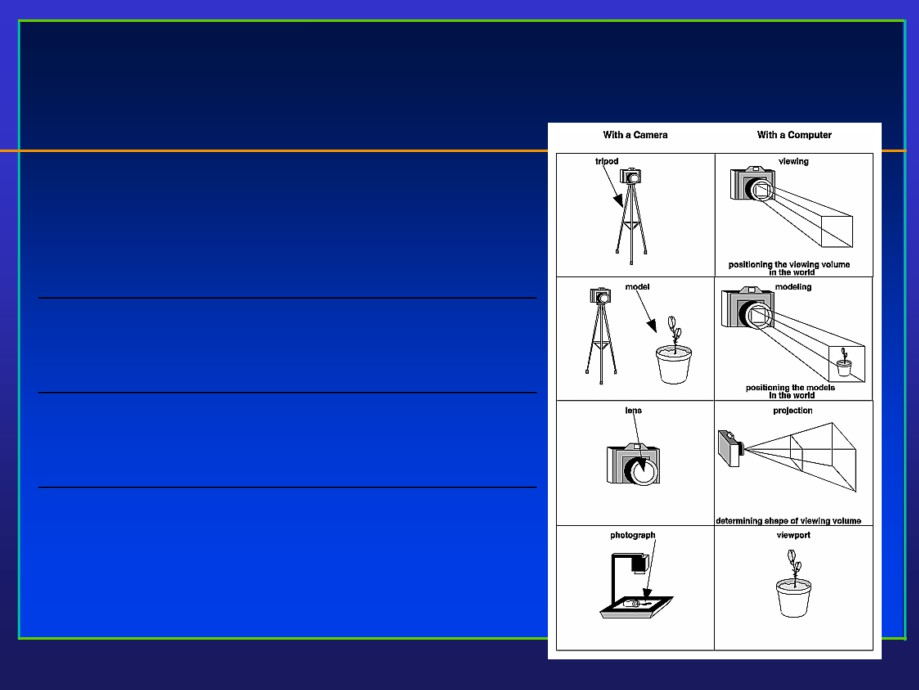 With a Camera
With a Computer
tripod
viewing
positioning the viewing volume
in the world
model
modeling
positioning the models
in the world
lens
projection
determining shape of viewing volume
photograph
viewport